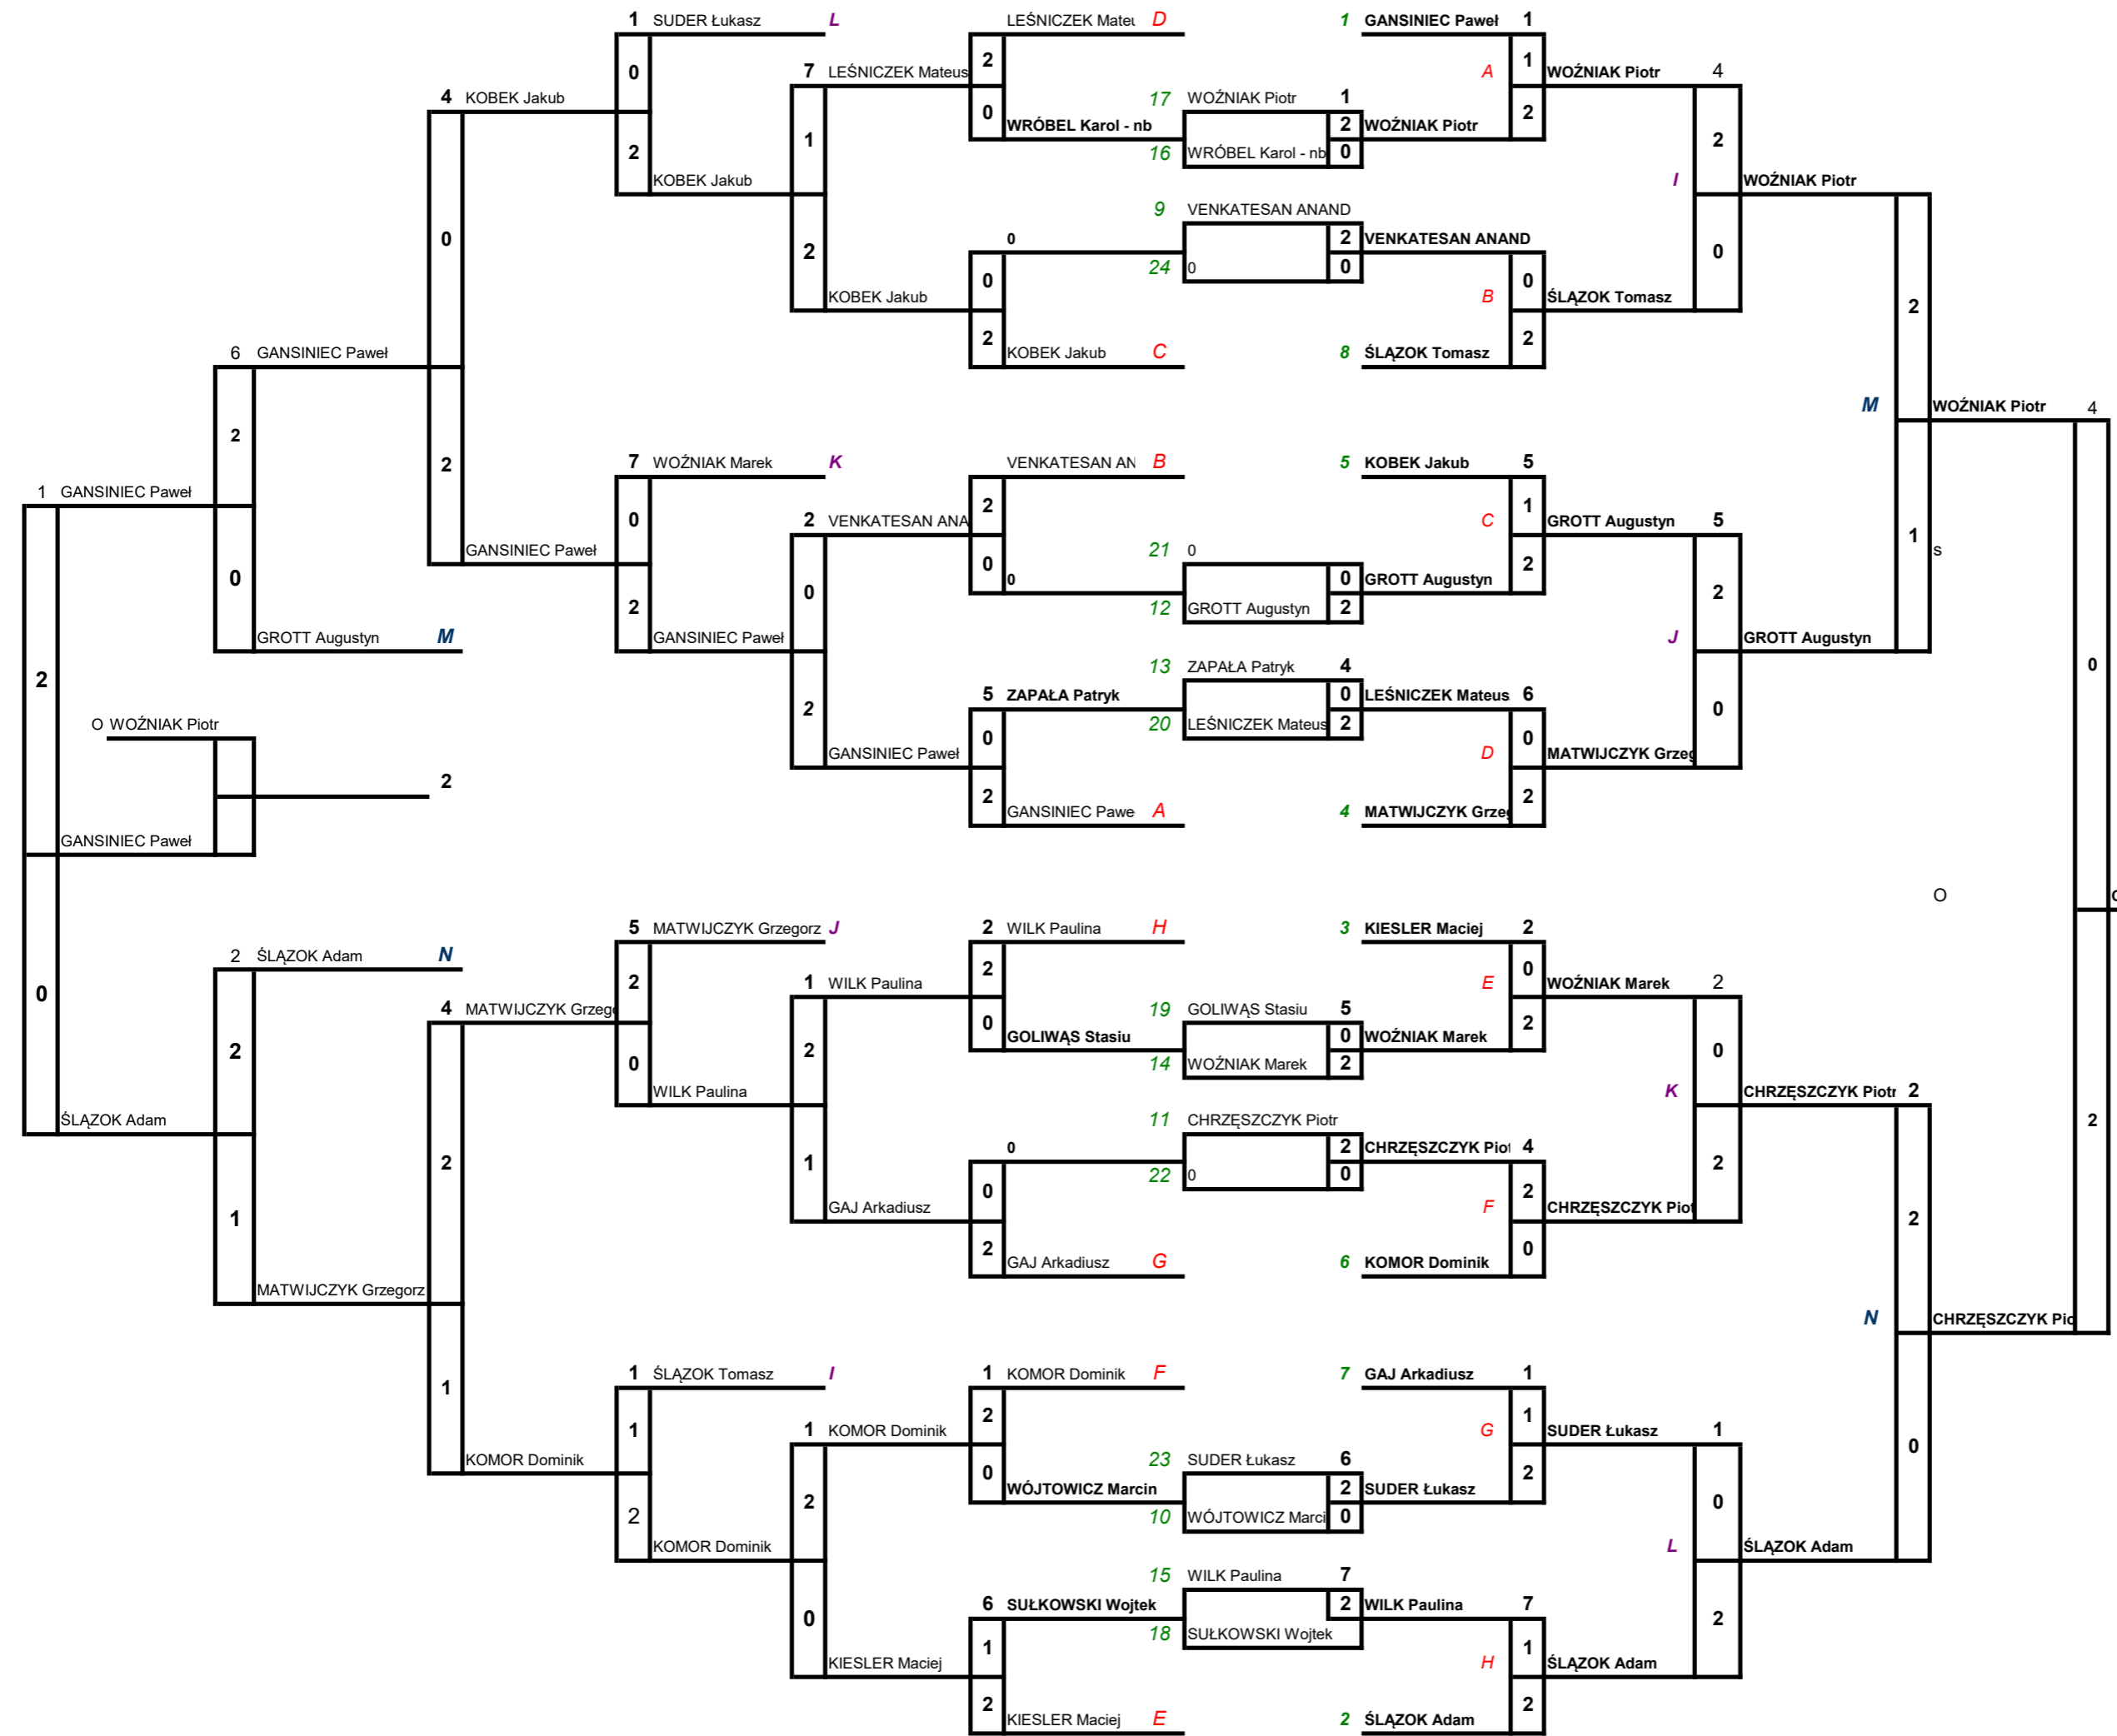 1 SUDER Łukasz L LEŚNICZEK Mateu D 1 GANSINIEC Paweł 1
0 7 LEŚNICZEK Mateus 2 A 1 WOŹNIAK Piotr 4
4 KOBEK Jakub 17 WOŹNIAK Piotr 1
0 WRÓBEL Karol - nb 2 WOŹNIAK Piotr 2
2 1 16 WRÓBEL Karol - nb 0 2
KOBEK Jakub I WOŹNIAK Piotr
9 VENKATESAN ANAND
0 2 0 2 VENKATESAN ANAND 0
24 0 0
KOBEK Jakub 0 B 0 ŚLĄZOK Tomasz 2
6 GANSINIEC Paweł 2 KOBEK Jakub C 8 ŚLĄZOK Tomasz 2
M WOŹNIAK Piotr 4
2
2 7 WOŹNIAK Marek K VENKATESAN AN B 5 KOBEK Jakub 5
1 GANSINIEC Paweł 2
0 2 VENKATESAN ANA C 1 GROTT Augustyn 5
GANSINIEC Paweł 21 0 1 s
0 0 0 0 GROTT Augustyn 2
2 0 12 GROTT Augustyn 2 2
GROTT Augustyn M GANSINIEC Paweł J GROTT Augustyn
13 ZAPAŁA Patryk 4 0
2 2 5 ZAPAŁA Patryk 0 LEŚNICZEK Mateus 6 0
O WOŹNIAK Piotr 0 20 LEŚNICZEK Mateus 2
GANSINIEC Paweł D 0 MATWIJCZYK Grzeg
2 2 GANSINIEC Pawe A 4 MATWIJCZYK Grzeg 2
GANSINIEC Paweł
O
5 MATWIJCZYK Grzegorz J 2 WILK Paulina H 3 KIESLER Maciej 2
2 ŚLĄZOK Adam N
0 2 1 WILK Paulina 2 E 0 WOŹNIAK Marek 2
4 MATWIJCZYK Grzego 19 GOLIWĄS Stasiu 5
2 0 2 0 GOLIWĄS Stasiu 0 WOŹNIAK Marek 2 0
14 WOŹNIAK Marek 2
WILK Paulina K CHRZĘSZCZYK Piotr 2
ŚLĄZOK Adam 11 CHRZĘSZCZYK Piotr 2
2 1 0 2 CHRZĘSZCZYK Piot 4 2
0 22 0 0
1 GAJ Arkadiusz F 2 CHRZĘSZCZYK Piot 2
2 GAJ Arkadiusz G 6 KOMOR Dominik 0
MATWIJCZYK Grzegorz N CHRZĘSZCZYK Pio
1 1 ŚLĄZOK Tomasz I 1 KOMOR Dominik F 7 GAJ Arkadiusz 1
1 1 KOMOR Dominik 2 G 1 SUDER Łukasz 1
KOMOR Dominik 23 SUDER Łukasz 6 0
2 0 WÓJTOWICZ Marcin 2 SUDER Łukasz 2 0
2 10 WÓJTOWICZ Marci 0
KOMOR Dominik L ŚLĄZOK Adam
15 WILK Paulina 7
0 6 SUŁKOWSKI Wojtek 2 WILK Paulina 7 2
1 18 SUŁKOWSKI Wojtek
KIESLER Maciej H 1 ŚLĄZOK Adam
2 KIESLER Maciej E 2 ŚLĄZOK Adam 2